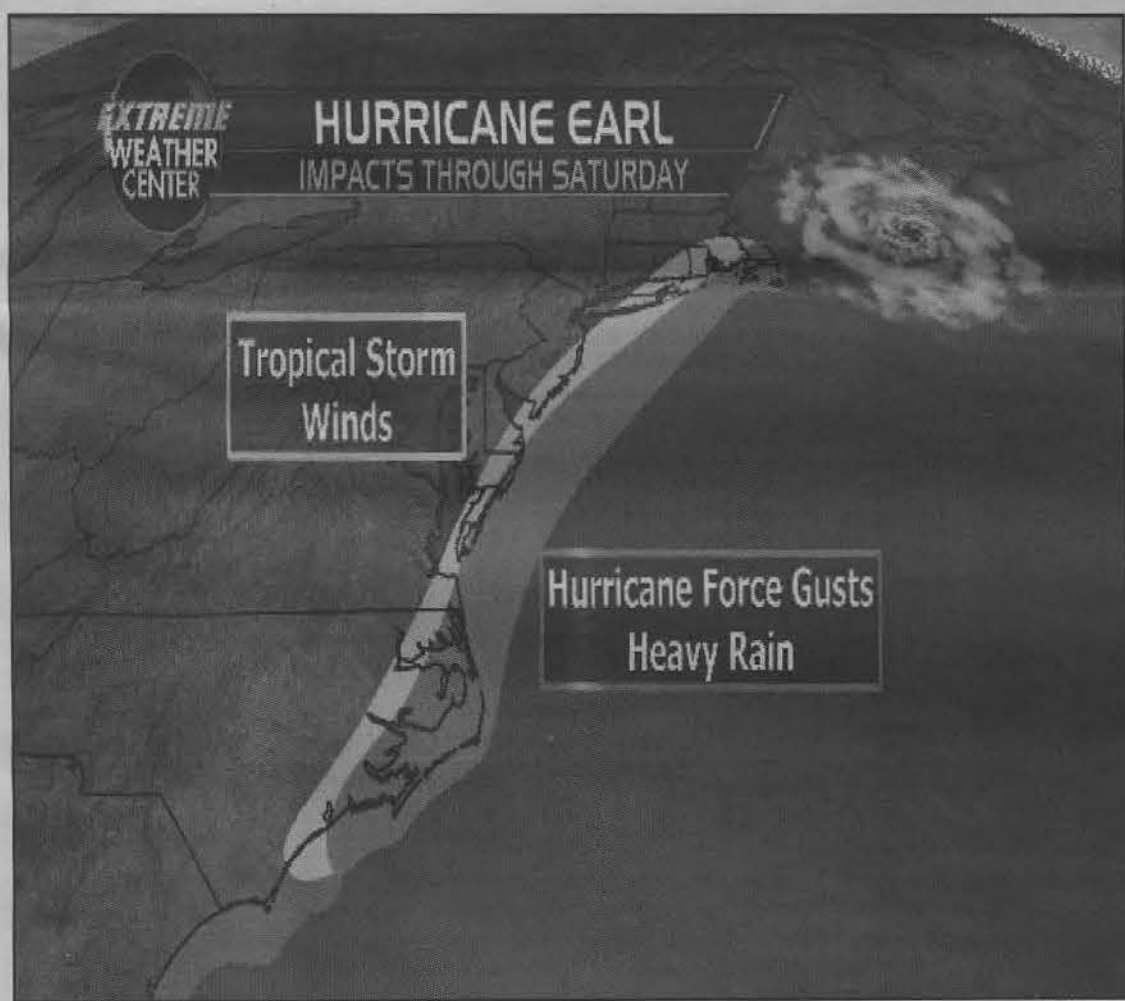 EXTREME
WEATHER
CENTER
HURRICANE EARL
IMPACTS THROUGH SATURDAY
Tropical Storm
Winds
Hurricane Force Gusts
Heavy Rain